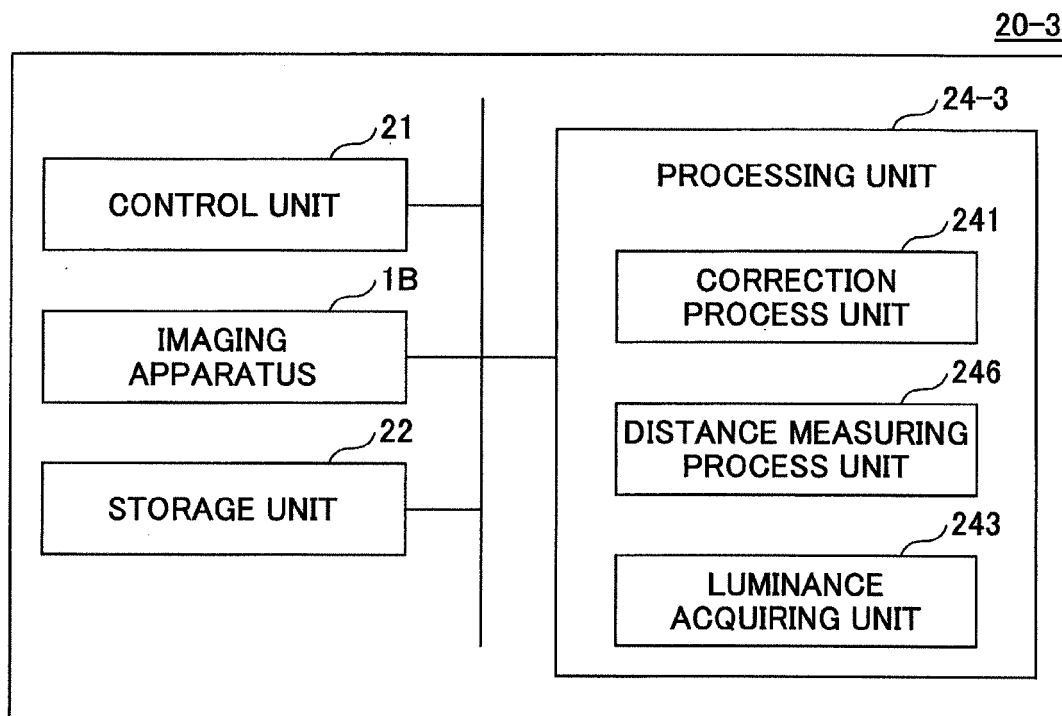 20-3
21
CONTROL UNIT
1B
IMAGING
APPARATUS
22
STORAGE UNIT
24-3
PROCESSING UNIT
241
CORRECTION
PROCESS UNIT
246
DISTANCE MEASURING
PROCESS UNIT
243
LUMINANCE
ACQUIRING UNIT